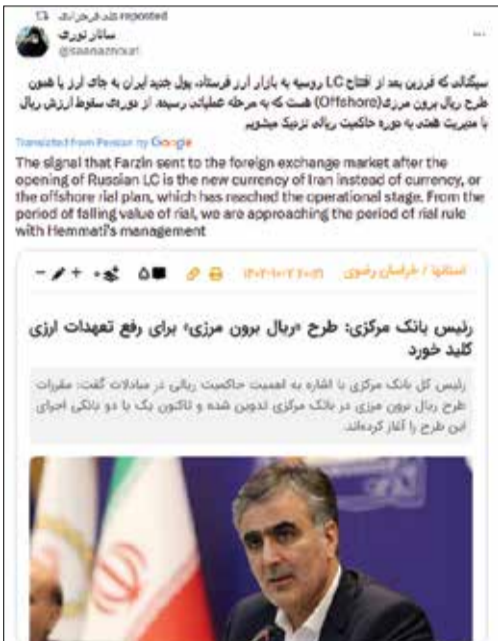 reposted
ساناز نوری
@saanaznouri
سیگنالی که فرزین بعد از افتتاح LC روسیه به بازار ارز فرستاد، پول جدید ایران به جای ارز یا همون
طرح ریال برون مرزی(Offshore) هست که به مرحله عملیاتی رسیده. از دوره‌ی سقوط ارزش ریال
با مدیریت همتی به دوره حاکمیت ریالی نزدیک میشویم
Translated from Persian by Google
The signal that Farzin sent to the foreign exchange market after the
opening of Russian LC is the new currency of Iran instead of currency, or
the offshore rial plan, which has reached the operational stage. From the
period of falling value of rial, we are approaching the period of rial rule
with Hemmati's management
استانها / خراسان رضوی
رئیس بانک مرکزی: طرح «ریال برون مرزی» برای رفع تعهدات ارزی
کلید خورد
رئیس کل بانک مرکزی با اشاره به اهمیت حاکمیت ریالی در مبادلات گفت: مقررات
طرح ریال برون مرزی در بانک مرکزی تدوین شده و تاکنون یک یا دو بانکی اجرای
این طرح را آغاز کرده‌اند.